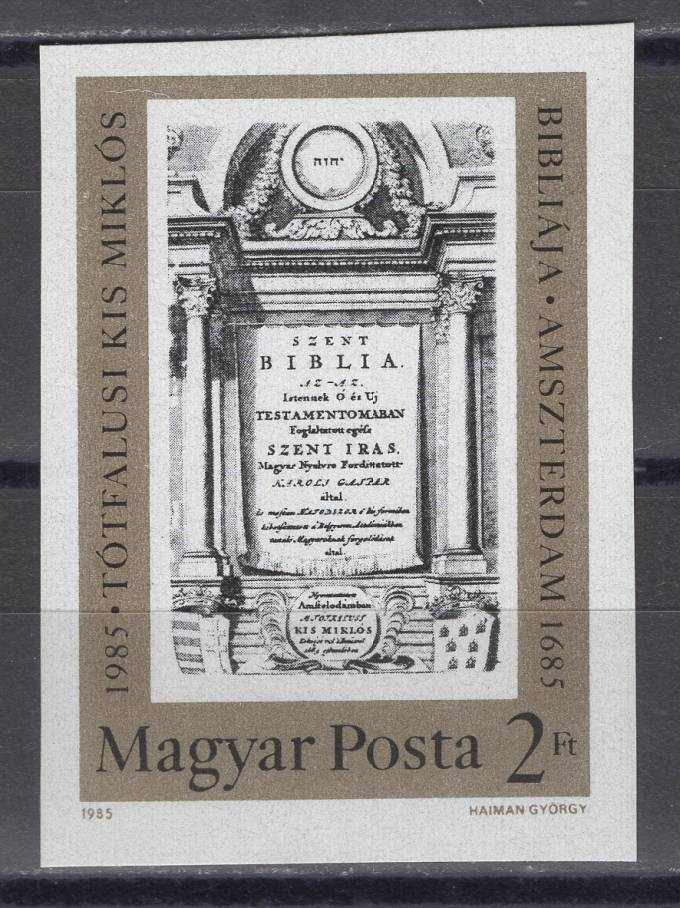 1985 • TÓTFALUSI KIS MIKLÓS
BIBLIÁJA • AMSZTERDAM 1685
יהוה
SZENT
BIBLIA.
AZ-AZ.
Istennek Ó és Uj
TESTAMENTOMABAN
Foglaltatott egész
SZENT IRAS.
Magyar Nyelvre Fordittatott
KAROLI GASPAR
által.
által.
Amstelodamban
KIS MIKLÓS
Magyar Posta 2 Ft
1985
HAIMAN GYÖRGY